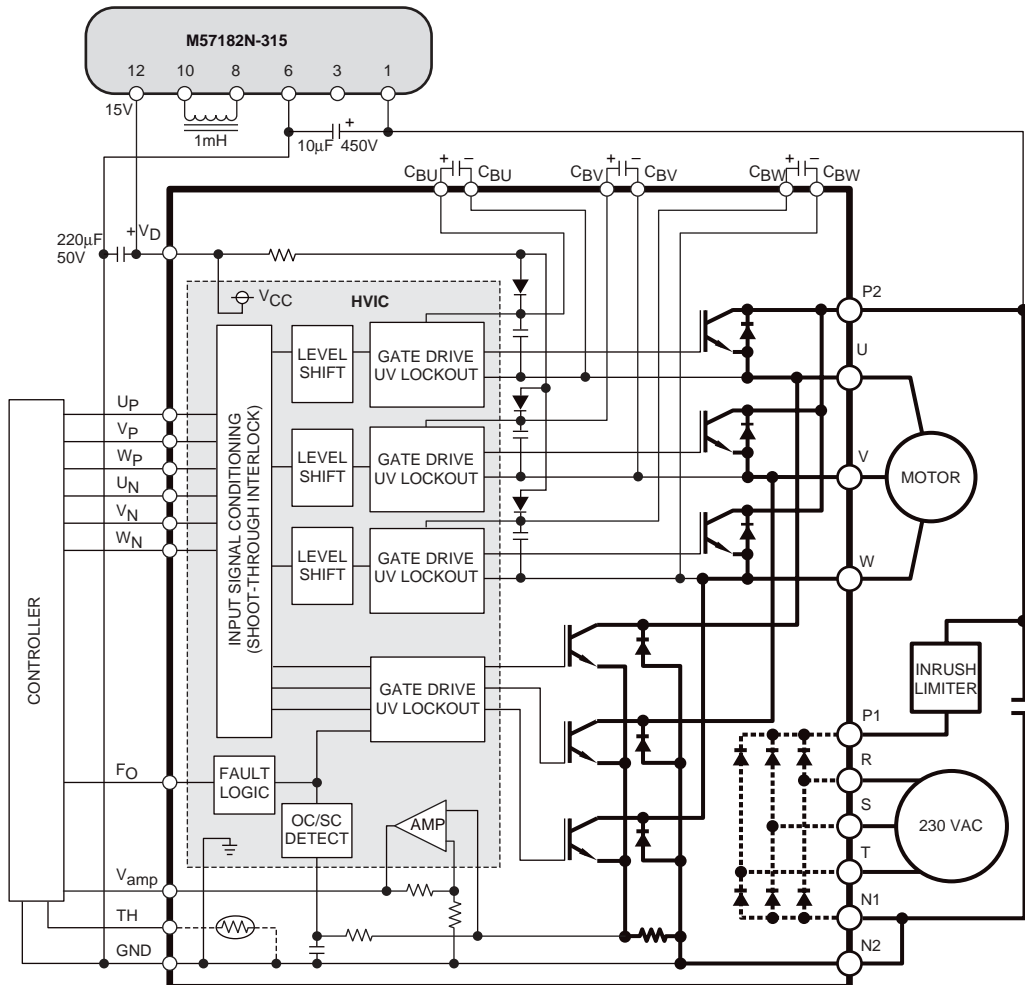 M57182N-315
12 10 8 6 3 1
15V
1mH
+
10µF 450V
+ −
+ −
+ −
CBU CBU CBV CBV CBW CBW
220µF
50V
+ VD
VCC
HVIC
P2
LEVEL
SHIFT
GATE DRIVE
UV LOCKOUT
U
UP
VP
WP
UN
VN
WN
INPUT SIGNAL CONDITIONING
(SHOOT-THROUGH INTERLOCK)
LEVEL
SHIFT
GATE DRIVE
UV LOCKOUT
V
MOTOR
LEVEL
SHIFT
GATE DRIVE
UV LOCKOUT
W
CONTROLLER
GATE DRIVE
UV LOCKOUT
INRUSH
LIMITER
P1
R
S
T
230 VAC
N1
N2
FO
FAULT
LOGIC
OC/SC
DETECT
AMP
Vamp
TH
GND